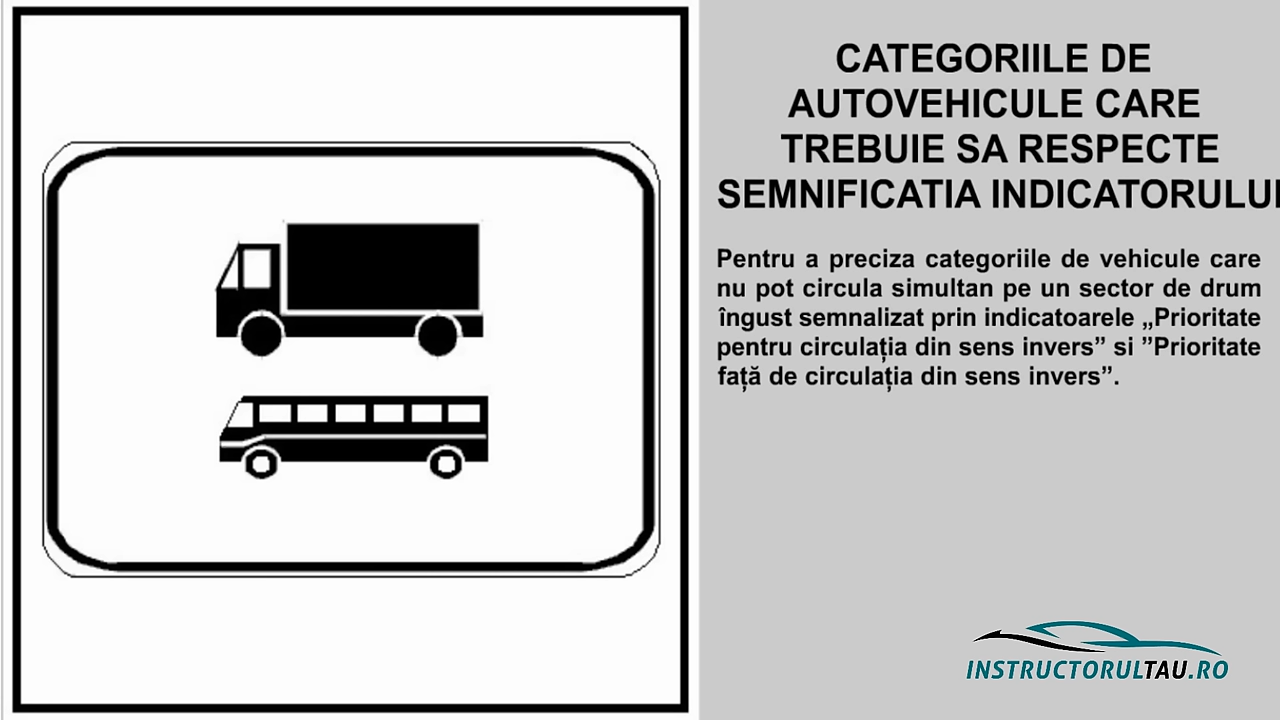 CATEGORIILE DE
AUTOVEHICULE CARE
TREBUIE SA RESPECTE
SEMNIFICATIA INDICATORULUI
Pentru a preciza categoriile de vehicule care
nu pot circula simultan pe un sector de drum
îngust semnalizat prin indicatoarele „Prioritate
pentru circulația din sens invers” si ”Prioritate
față de circulația din sens invers”.
INSTRUCTORULTAU.RO